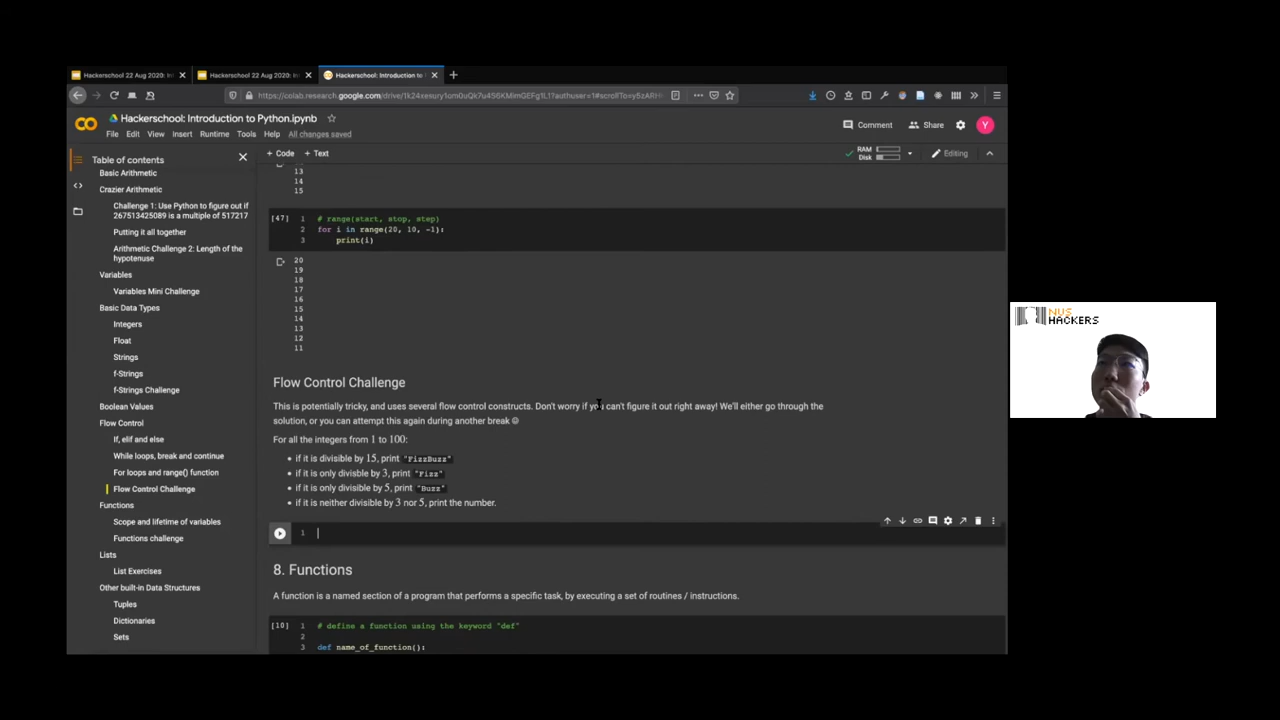 Hackerschool 22 Aug 2020: In
Hackerschool 22 Aug 2020: In
Hackerschool: Introduction to
Hackerschool: Introduction to Python.ipynb
File Edit View Insert Runtime Tools Help All changes saved
Comment
Share
Y
+ Code + Text
RAM
Disk
Editing
Table of contents
Basic Arithmetic
Crazier Arithmetic
Challenge 1: Use Python to figure out if
267513425089 is a multiple of 517217
Putting it all together
Arithmetic Challenge 2: Length of the
hypotenuse
Variables
Variables Mini Challenge
Basic Data Types
Integers
Float
Strings
f-Strings
f-Strings Challenge
Boolean Values
Flow Control
If, elif and else
While loops, break and continue
For loops and range() function
Flow Control Challenge
Functions
Scope and lifetime of variables
Functions challenge
Lists
List Exercises
Other built-in Data Structures
Tuples
Dictionaries
Sets
13
14
15
[47] 1 # range(start, stop, step)
2 for i in range(20, 10, -1):
3 print(i)
20
19
18
17
16
15
14
13
12
11
Flow Control Challenge
This is potentially tricky, and uses several flow control constructs. Don't worry if you can't figure it out right away! We'll either go through the
solution, or you can attempt this again during another break
For all the integers from 1 to 100:
• if it is divisible by 15, print "FizzBuzz"
• if it is only divisble by 3, print "Fizz"
• if it is only divisble by 5, print "Buzz"
• if it is neither divisible by 3 nor 5, print the number.
1
8. Functions
A function is a named section of a program that performs a specific task, by executing a set of routines / instructions.
[10] 1 # define a function using the keyword "def"
2
3 def name_of_function():
NUS
HACKERS